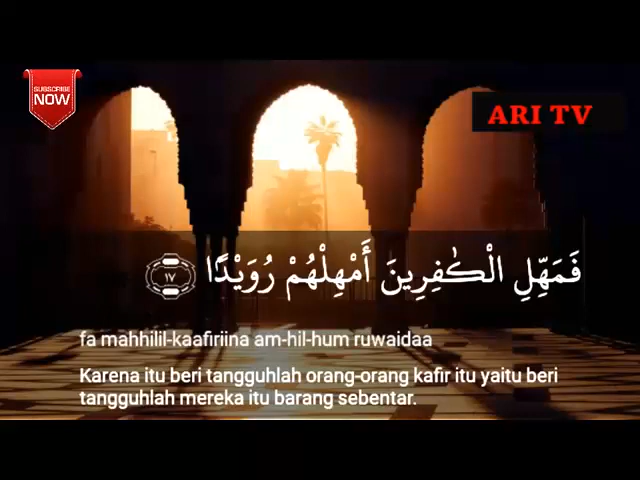 SUBSCRIBE
NOW
ARI TV
فَمَهِّلِ الْكَٰفِرِينَ أَمْهِلْهُمْ رُوَيْدًا ١٧
fa mahhilil-kaafiriina am-hil-hum ruwaidaa
Karena itu beri tangguhlah orang-orang kafir itu yaitu beri
tangguhlah mereka itu barang sebentar.